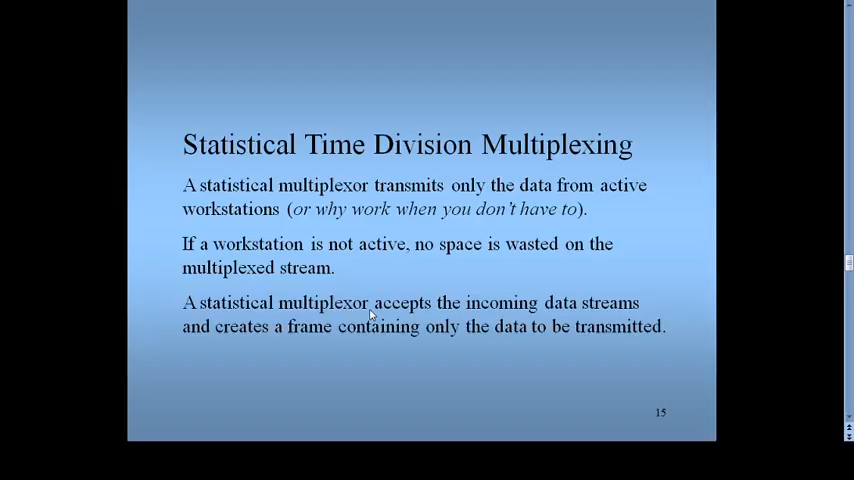 Statistical Time Division Multiplexing
A statistical multiplexor transmits only the data from active
workstations (or why work when you don't have to).
If a workstation is not active, no space is wasted on the
multiplexed stream.
A statistical multiplexor accepts the incoming data streams
and creates a frame containing only the data to be transmitted.
15